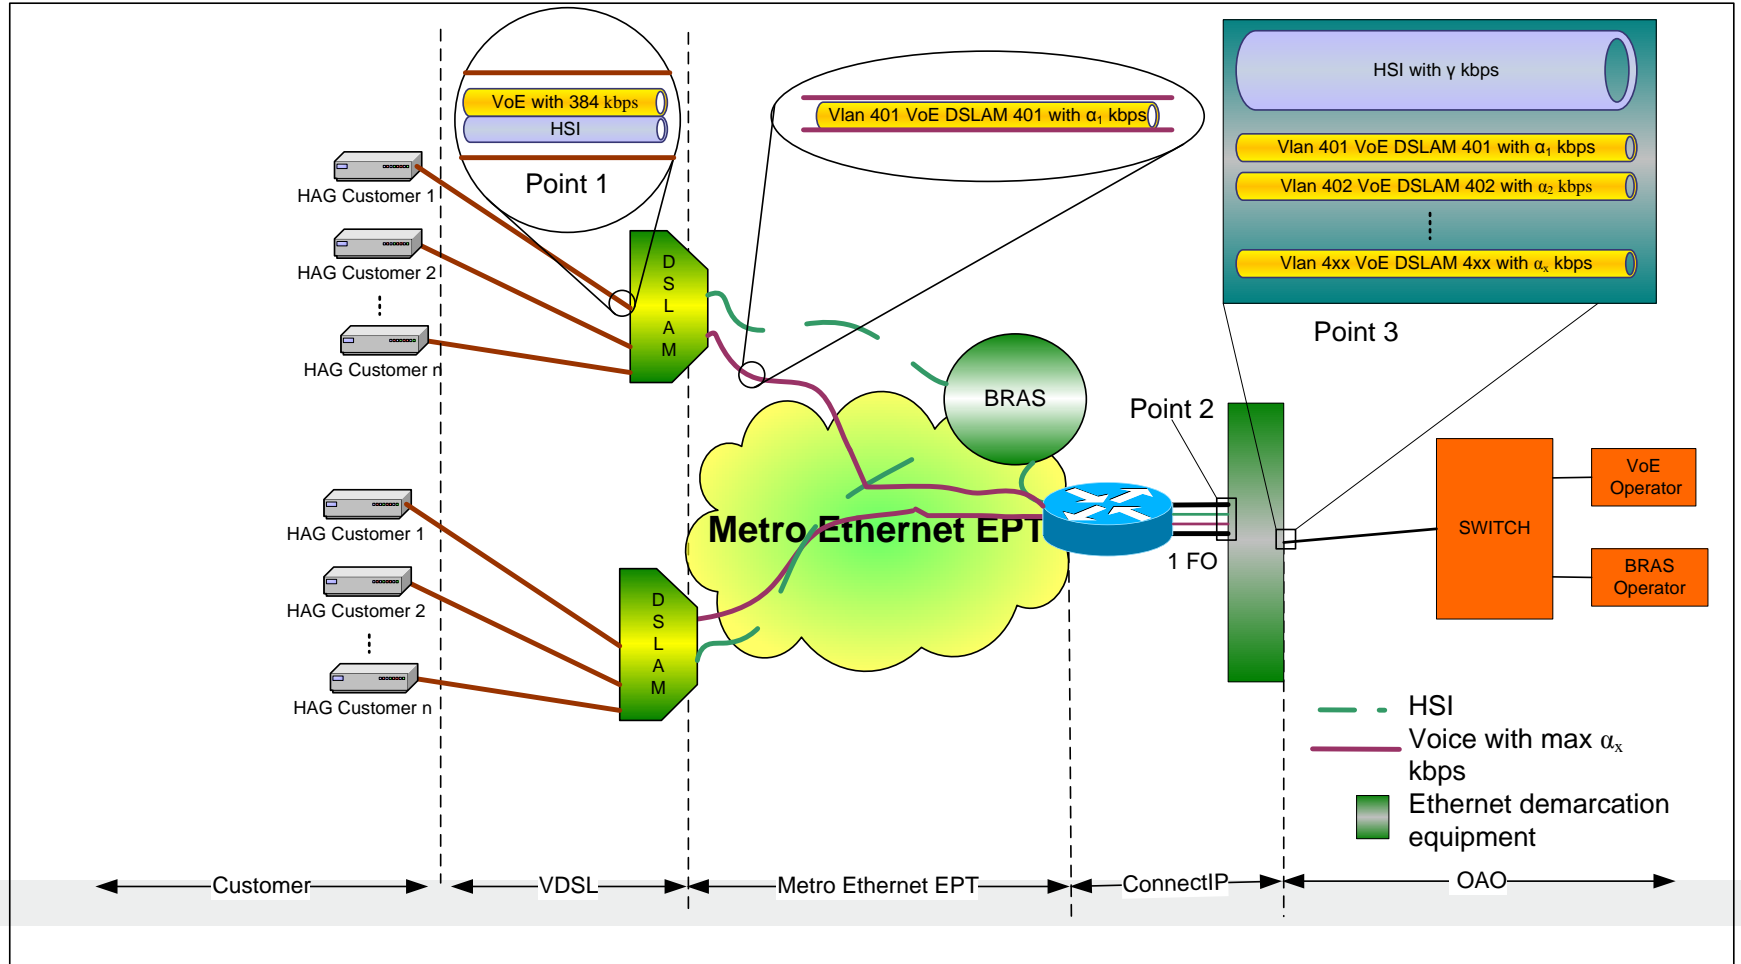 VoE with 384 kbps
HSI
Point 1
Vlan 401 VoE DSLAM 401 with α₁ kbps
HSI with γ kbps
Vlan 401 VoE DSLAM 401 with α₁ kbps
Vlan 402 VoE DSLAM 402 with α₂ kbps
Vlan 4xx VoE DSLAM 4xx with αₓ kbps
Point 3
HAG Customer 1
HAG Customer 2
HAG Customer n
DSLAM
BRAS
Point 2
Metro Ethernet EPT
1 FO
SWITCH
VoE
Operator
BRAS
Operator
HAG Customer 1
HAG Customer 2
HAG Customer n
DSLAM
HSI
Voice with max αₓ
kbps
Ethernet demarcation
equipment
Customer
VDSL
Metro Ethernet EPT
ConnectIP
OAO